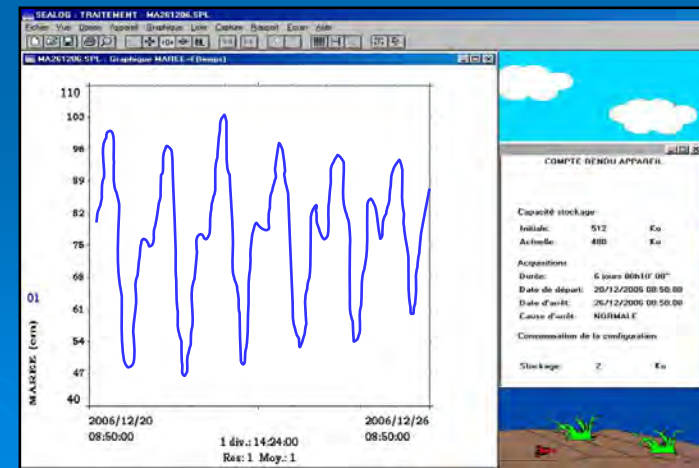 SEALOG : TRAITEMENT - MA261206.SPL
Fichier Vue Options Appareil Graphique Liste Capture Rapport Ecran Aide
MA261206.SPL : Graphique MAREE=f(Temps)
110
103
96
89
82
75
68
61
54
47
40
01
MAREE (cm)
2006/12/20
08:50:00
2006/12/26
08:50:00
1 div.: 14:24:00
Res: 1 Moy.: 1
COMPTE RENDU APPAREIL
Capacité stockage
Initiale: 512 Ko
Actuelle: 480 Ko
Acquisitions
Durée: 6 jours 00h10' 00"
Date de départ: 20/12/2006 08:50:00
Date d'arrêt: 26/12/2006 08:50:00
Cause d'arrêt: NORMALE
Consommation de la configuration
Stockage: 2 Ko